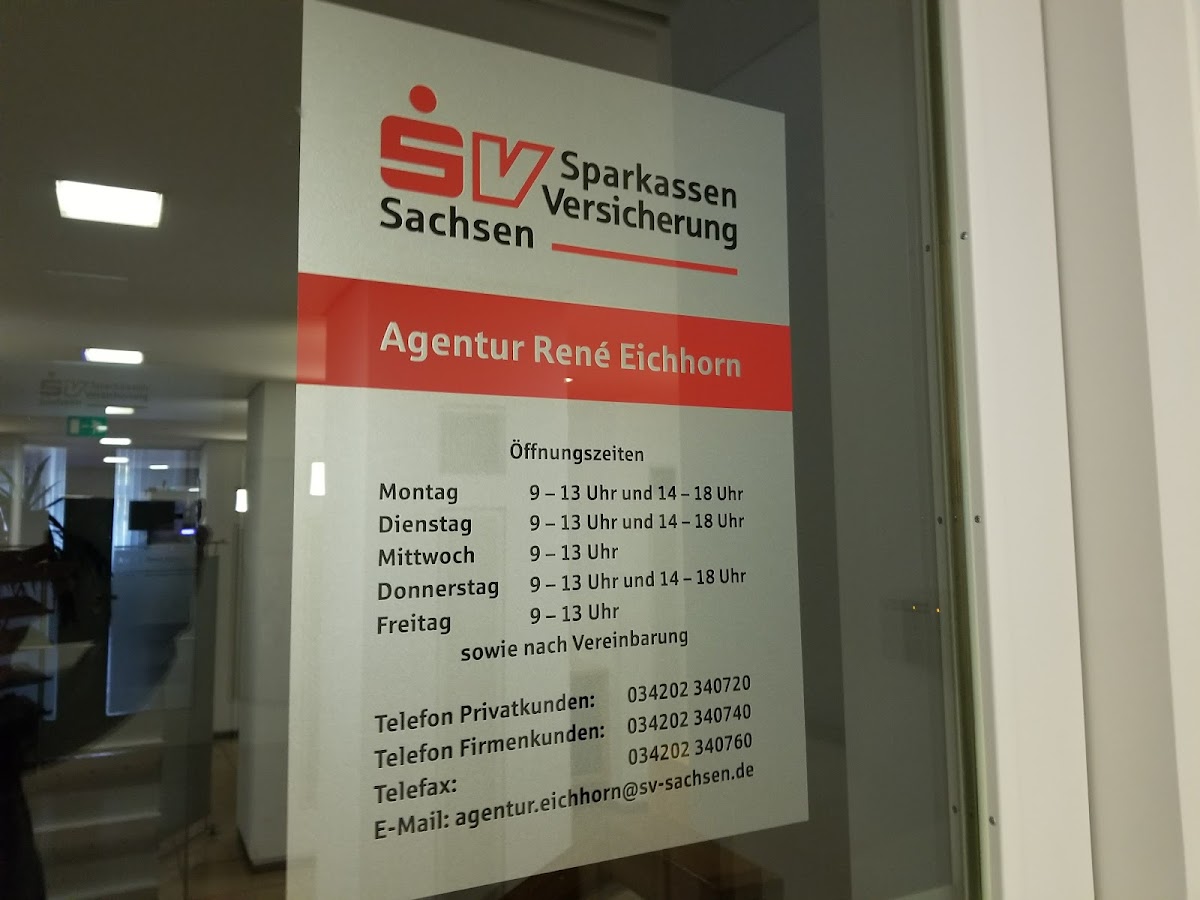 SV Sparkassen
Versicherung
Sachsen
Agentur René Eichhorn
Öffnungszeiten
Montag 9 – 13 Uhr und 14 – 18 Uhr
Dienstag 9 – 13 Uhr und 14 – 18 Uhr
Mittwoch 9 – 13 Uhr
Donnerstag 9 – 13 Uhr und 14 – 18 Uhr
Freitag 9 – 13 Uhr
sowie nach Vereinbarung
Telefon Privatkunden: 034202 340720
Telefon Firmenkunden: 034202 340740
Telefax: 034202 340760
E-Mail: agentur.eichhorn@sv-sachsen.de
SV Sparkassen
Versicherung